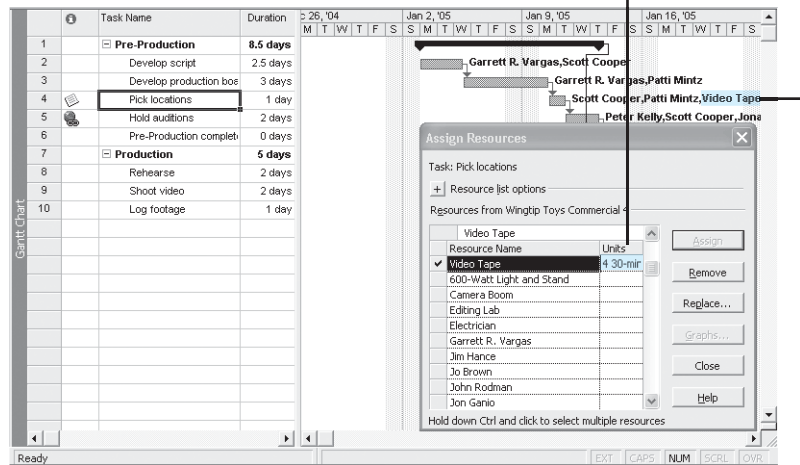 Task Name Duration
26, '04 Jan 2, '05 Jan 9, '05 Jan 16, '05
M T W T F S S M T W T F S S M T W T F S S M T W T F S
1 Pre-Production 8.5 days
2 Develop script 2.5 days Garrett R. Vargas,Scott Cooper
3 Develop production boa 3 days Garrett R. Vargas,Patti Mintz
4 Pick locations 1 day Scott Cooper,Patti Mintz,Video Tape
5 Hold auditions 2 days Peter Kelly,Scott Cooper,Jona
6 Pre-Production complet 0 days
7 Production 5 days
8 Rehearse 2 days
9 Shoot video 2 days
10 Log footage 1 day
Gantt Chart
Assign Resources
Task: Pick locations
+ Resource list options
Resources from Wingtip Toys Commercial 4
Video Tape
Resource Name Units
Video Tape 4 30-mir
600-Watt Light and Stand
Camera Boom
Editing Lab
Electrician
Garrett R. Vargas
Jim Hance
Jo Brown
John Rodman
Jon Ganio
Assign
Remove
Replace...
Graphs...
Close
Help
Hold down Ctrl and click to select multiple resources
Ready EXT CAPS NUM SCRL OVR